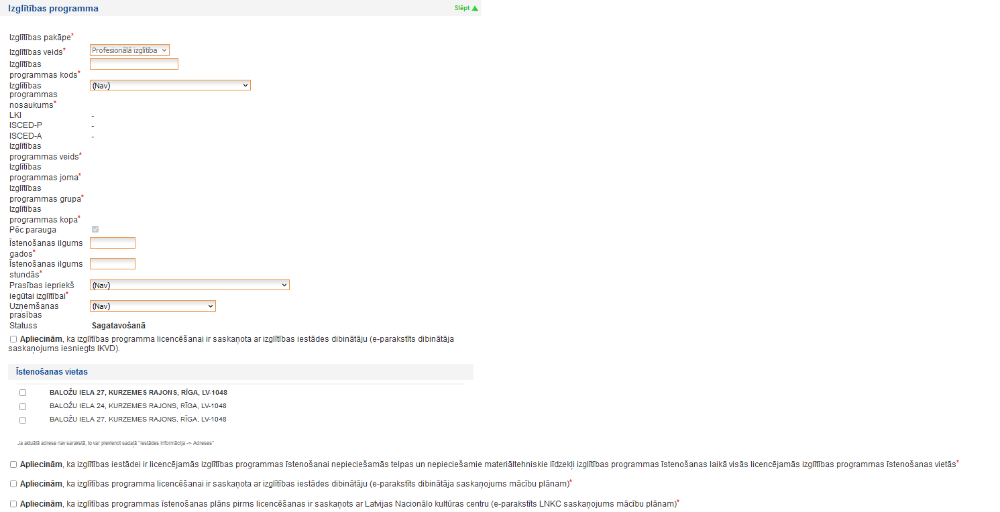 Izglītības programma
Slēpt
Izglītības pakāpe*
Izglītības veids* Profesionālā izglītība
Izglītības
programmas kods*
Izglītības (Nav)
programmas
nosaukums*
LKI -
ISCED-P -
ISCED-A -
Izglītības
programmas veids*
Izglītības
programmas joma*
Izglītības
programmas grupa*
Izglītības
programmas kopa*
Pēc parauga
Īstenošanas ilgums
gados*
Īstenošanas ilgums
stundās*
Prasības iepriekš (Nav)
iegūtai izglītībai*
Uzņemšanas (Nav)
prasības
Statuss Sagatavošanā
Apliecinām, ka izglītības programma licencēšanai ir saskaņota ar izglītības iestādes dibinātāju (e-parakstīts dibinātāja
saskaņojums iesniegts IKVD).
Īstenošanas vietas
BALOŽU IELA 27, KURZEMES RAJONS, RĪGA, LV-1048
BALOŽU IELA 24, KURZEMES RAJONS, RĪGA, LV-1048
BALOŽU IELA 27, KURZEMES RAJONS, RĪGA, LV-1048
Ja aktuālā adrese nav sarakstā, to var pievienot sadaļā "Iestādes Informācija -> Adreses"
Apliecinām, ka izglītības iestādei ir licencējamās izglītības programmas īstenošanai nepieciešamās telpas un nepieciešamie materiāltehniskie līdzekļi izglītības programmas īstenošanas laikā visās licencējamās izglītības programmas īstenošanas vietās*
Apliecinām, ka izglītības programma licencēšanai ir saskaņota ar izglītības iestādes dibinātāju (e-parakstīts dibinātāja saskaņojums mācību plānam)*
Apliecinām, ka izglītības programmas īstenošanas plāns pirms licencēšanas ir saskaņots ar Latvijas Nacionālo kultūras centru (e-parakstīts LNKC saskaņojums mācību plānam)*